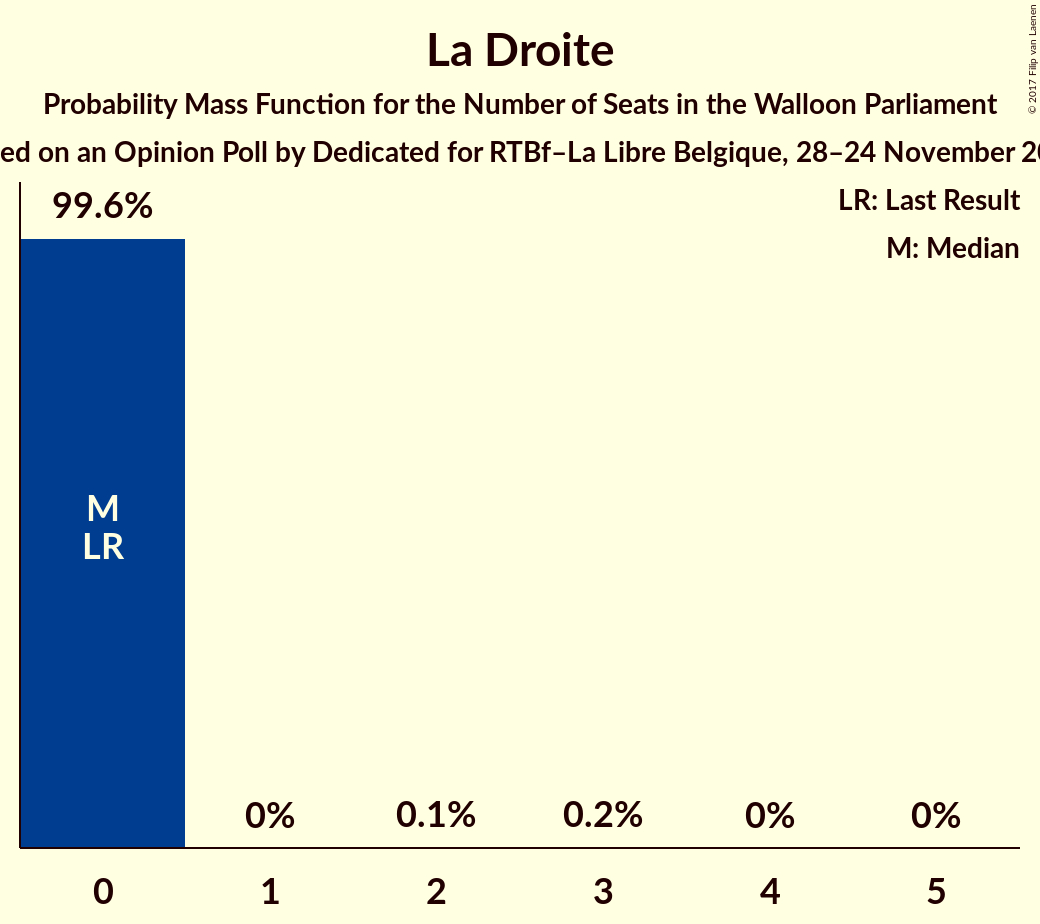 La Droite
Probability Mass Function for the Number of Seats in the Walloon Parliament
on an Opinion Poll by Dedicated for RTBf–La Libre Belgique, 28–24 November
© 2017 Filip van Laenen
LR: Last Result
M: Median
99.6%
M
LR
0% 0.1% 0.2% 0% 0%
0 1 2 3 4 5